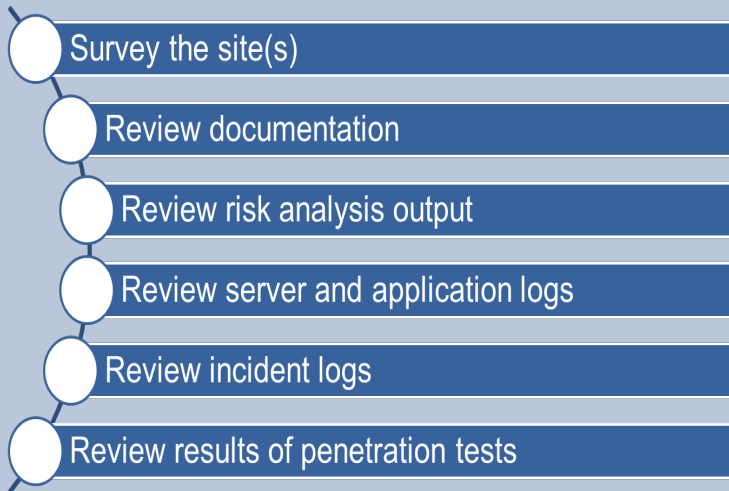 Survey the site(s)
Review documentation
Review risk analysis output
Review server and application logs
Review incident logs
Review results of penetration tests